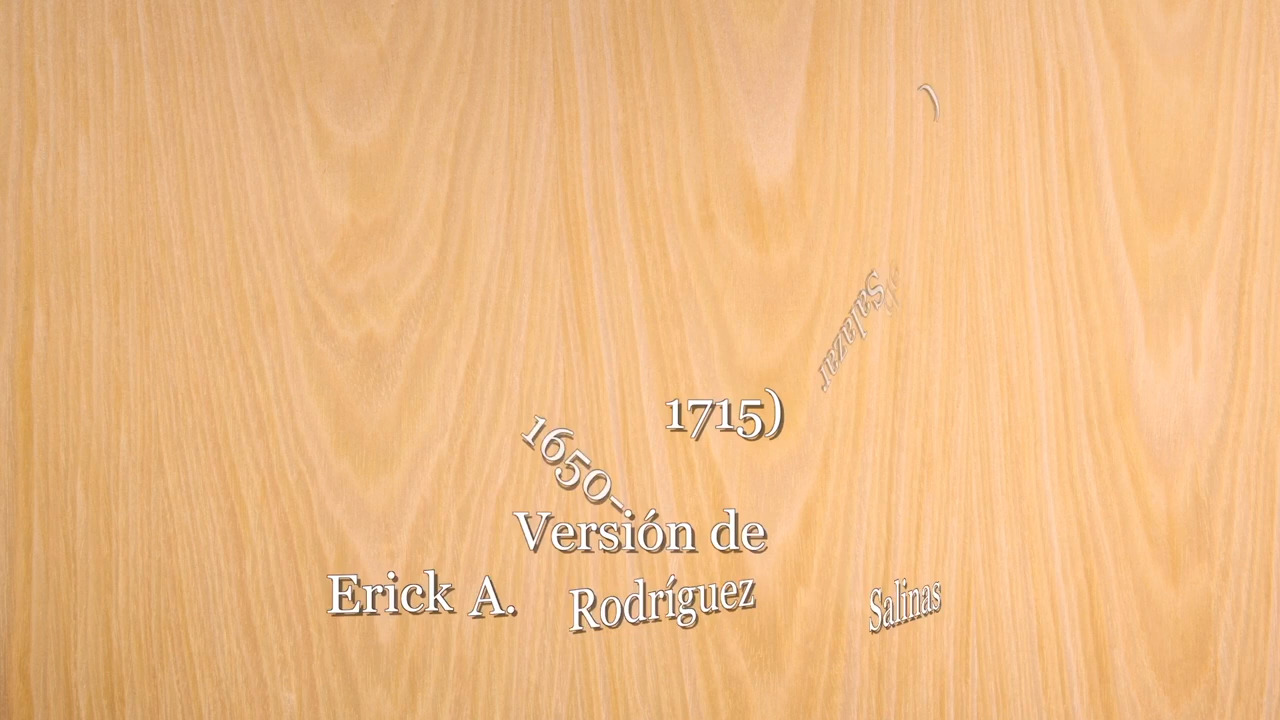 )
Salazar
1715)
1650-
Versión de
Erick A. Rodríguez Salinas